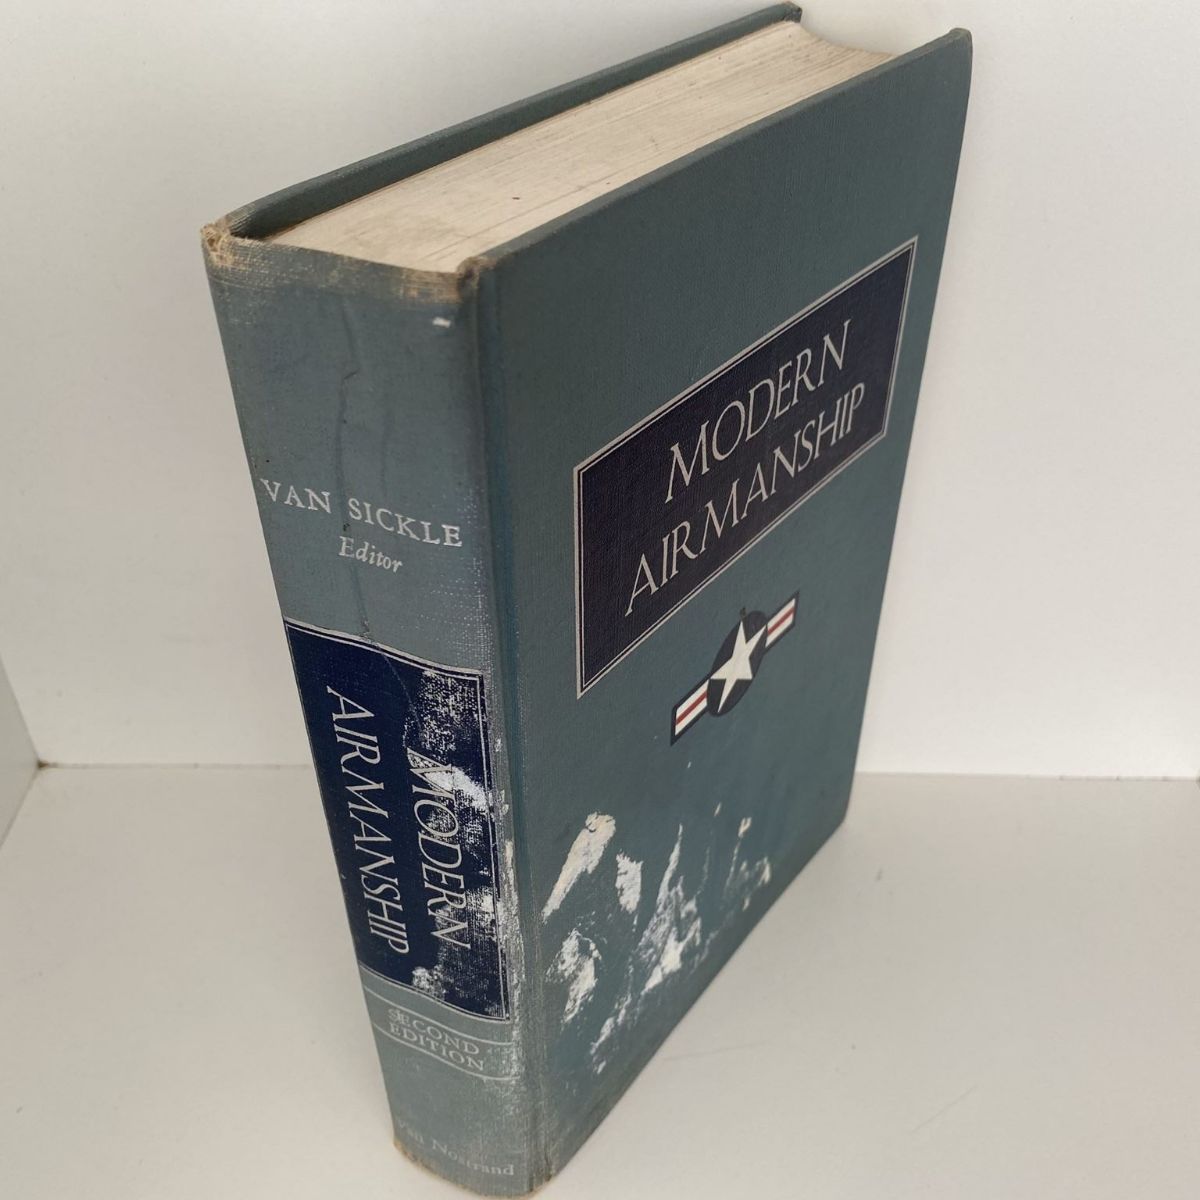 MODERN
AIRMANSHIP
VAN SICKLE
Editor
MODERN
AIRMANSHIP
SECOND
EDITION
Van Nostrand